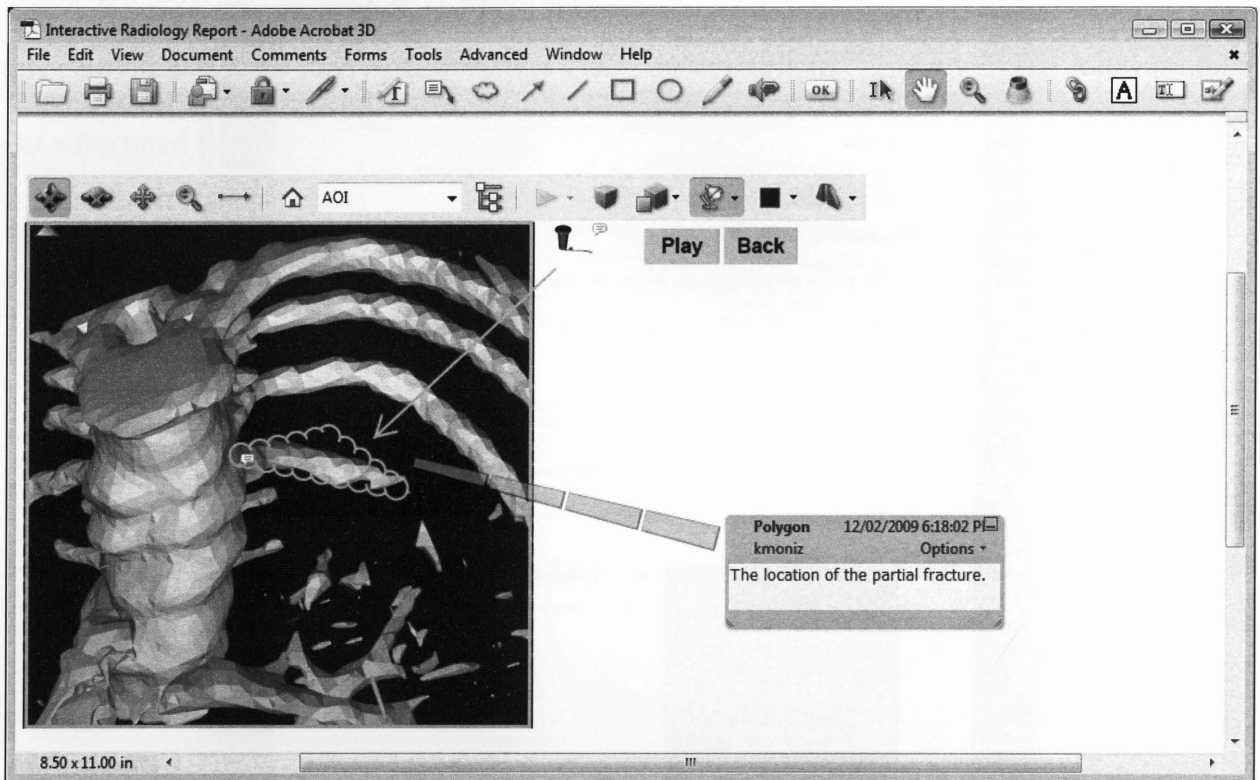 Interactive Radiology Report - Adobe Acrobat 3D
File Edit View Document Comments Forms Tools Advanced Window Help
OK
A
T
AOI
Play Back
Polygon 12/02/2009 6:18:02 P
kmoniz Options
The location of the partial fracture.
8.50 x 11.00 in